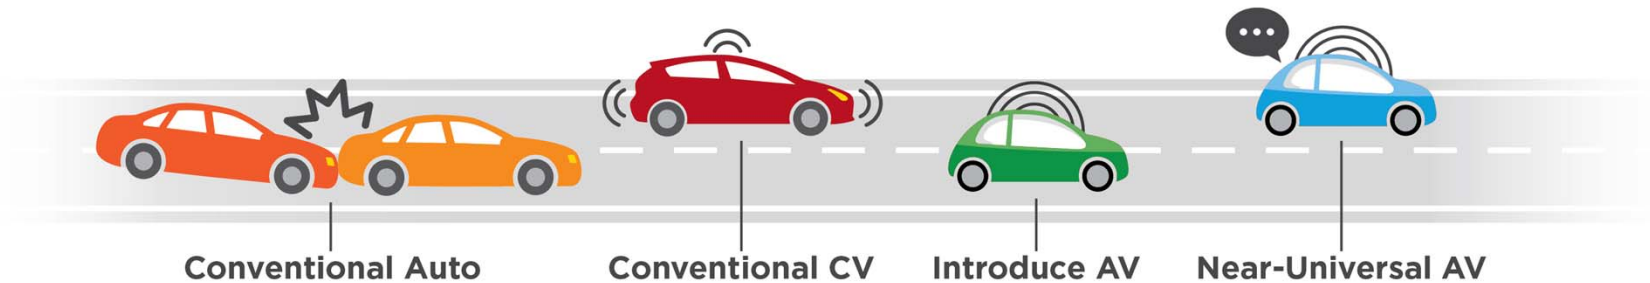 Conventional Auto
Conventional CV
Introduce AV
Near-Universal AV